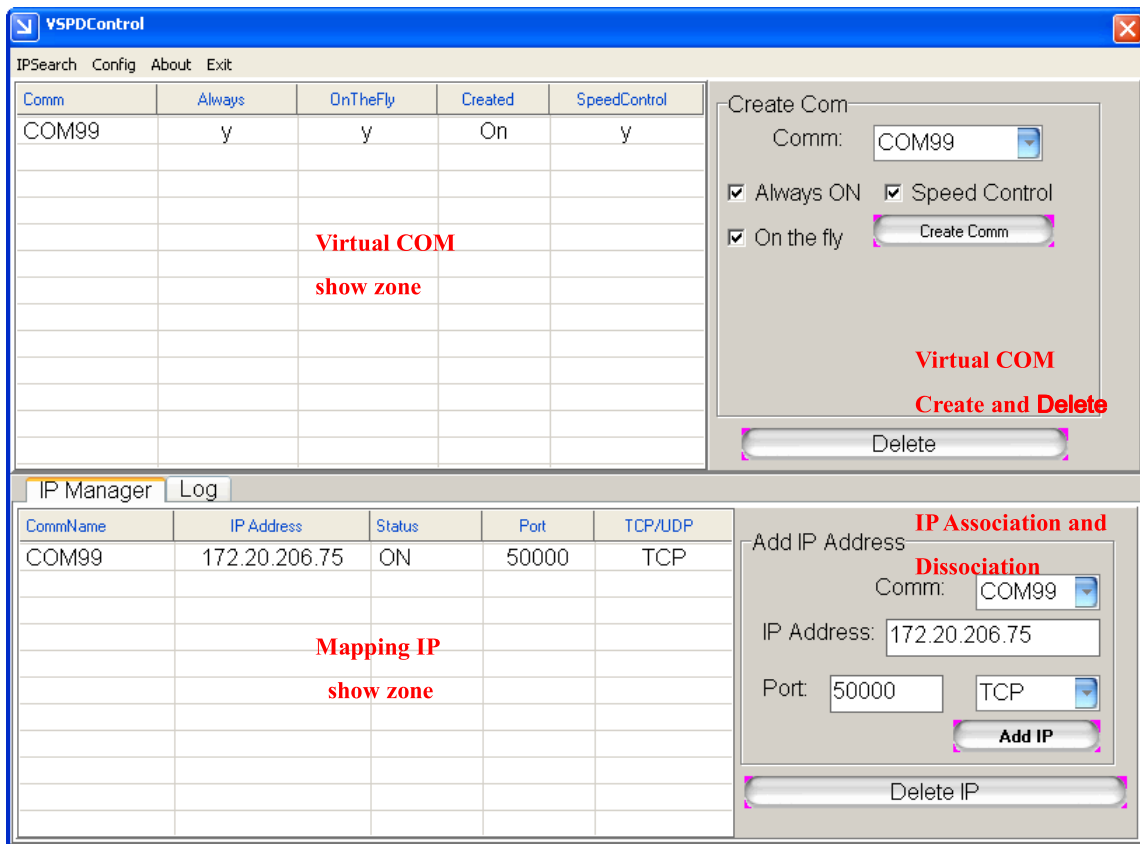 VSPDControl
IPSearch Config About Exit
Comm Always OnTheFly Created SpeedControl
COM99 y y On y
Virtual COM
show zone
Create Com
Comm: COM99
Always ON Speed Control
On the fly Create Comm
Virtual COM
Create and Delete
Delete
IP Manager Log
CommName IP Address Status Port TCP/UDP
COM99 172.20.206.75 ON 50000 TCP
Mapping IP
show zone
IP Association and
Dissociation
Add IP Address
Comm: COM99
IP Address: 172.20.206.75
Port: 50000 TCP
Add IP
Delete IP